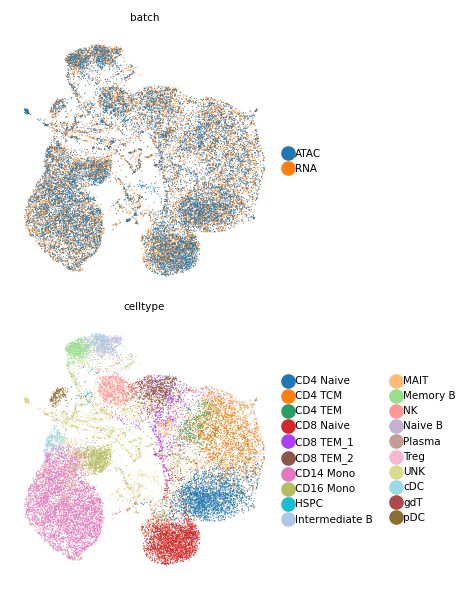 batch
ATAC
RNA
celltype
CD4 Naive
CD4 TCM
CD4 TEM
CD8 Naive
CD8 TEM_1
CD8 TEM_2
CD14 Mono
CD16 Mono
HSPC
Intermediate B
MAIT
Memory B
NK
Naive B
Plasma
Treg
UNK
cDC
gdT
pDC